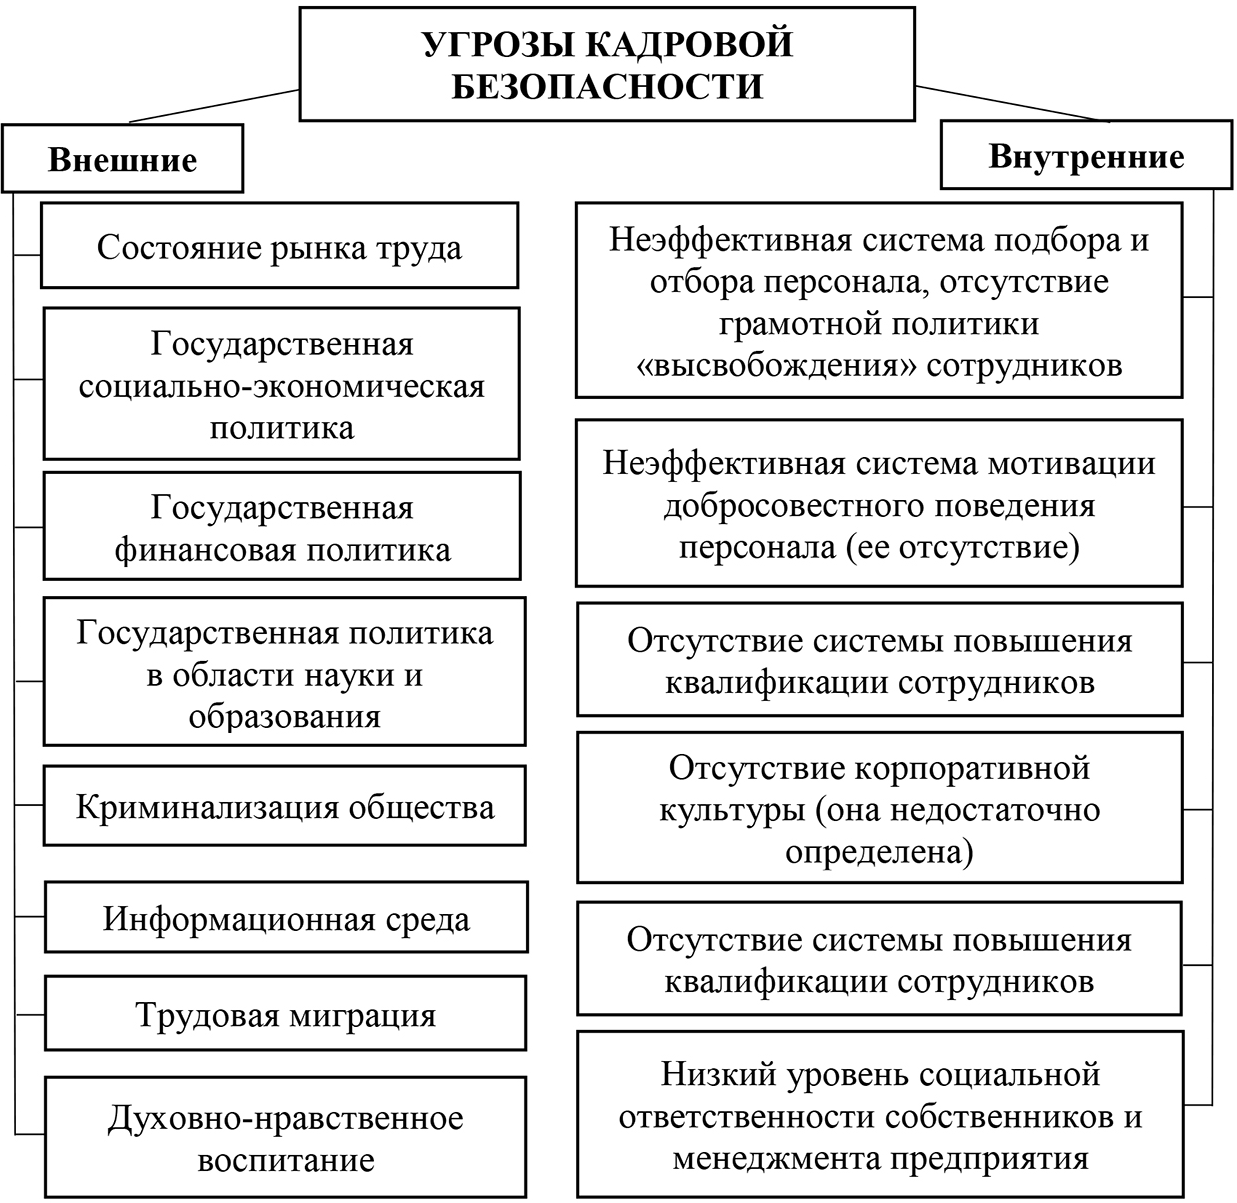 УГРОЗЫ КАДРОВОЙ
БЕЗОПАСНОСТИ
Внешние
Состояние рынка труда
Государственная
социально-экономическая
политика
Государственная
финансовая политика
Государственная политика
в области науки и
образования
Криминализация общества
Информационная среда
Трудовая миграция
Духовно-нравственное
воспитание
Внутренние
Неэффективная система подбора и
отбора персонала, отсутствие
грамотной политики
«высвобождения» сотрудников
Неэффективная система мотивации
добросовестного поведения
персонала (ее отсутствие)
Отсутствие системы повышения
квалификации сотрудников
Отсутствие корпоративной
культуры (она недостаточно
определена)
Отсутствие системы повышения
квалификации сотрудников
Низкий уровень социальной
ответственности собственников и
менеджмента предприятия